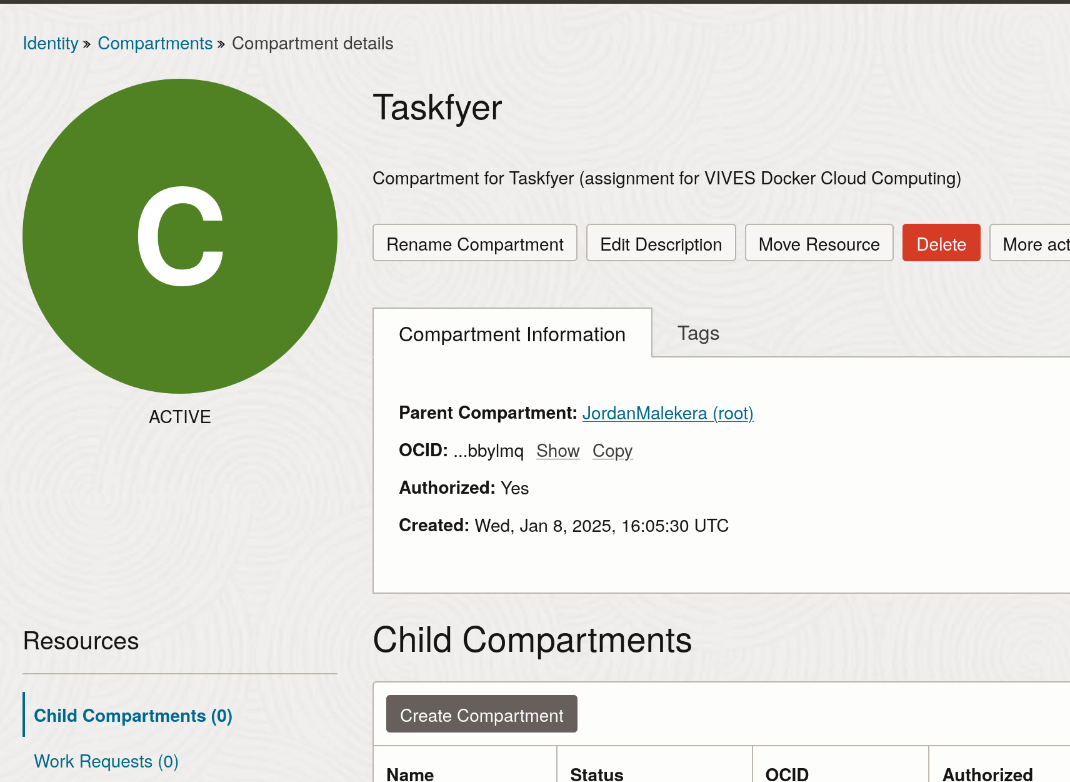 Identity » Compartments » Compartment details
C
ACTIVE
Taskfyer
Compartment for Taskfyer (assignment for VIVES Docker Cloud Computing)
Rename Compartment Edit Description Move Resource Delete More act
Compartment Information Tags
Parent Compartment: JordanMalekera (root)
OCID: ...bbylmq Show Copy
Authorized: Yes
Created: Wed, Jan 8, 2025, 16:05:30 UTC
Resources
Child Compartments (0)
Work Requests (0)
Child Compartments
Create Compartment
Name Status OCID Authorized